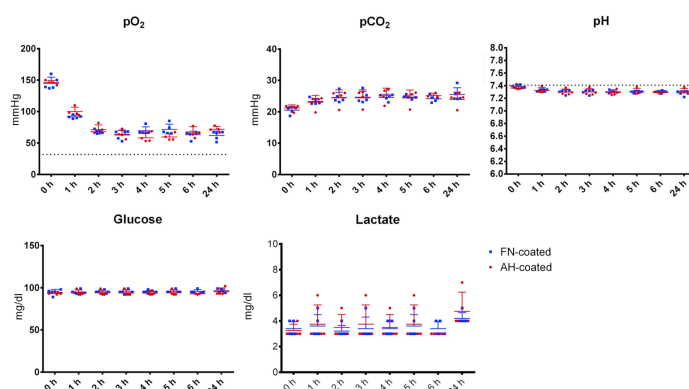 pO2
200
150
100
50
0
mmHg
0 h
1 h
2 h
3 h
4 h
5 h
6 h
24 h
pCO2
40
30
20
10
0
mmHg
0 h
1 h
2 h
3 h
4 h
5 h
6 h
24 h
pH
8.0
7.8
7.6
7.4
7.2
7.0
6.8
6.6
6.4
6.2
6.0
0 h
1 h
2 h
3 h
4 h
5 h
6 h
24 h
Glucose
150
100
50
0
mg/dl
0 h
1 h
2 h
3 h
4 h
5 h
6 h
24 h
Lactate
10
8
6
4
2
0
mg/dl
0 h
1 h
2 h
3 h
4 h
5 h
6 h
24 h
FN-coated
AH-coated